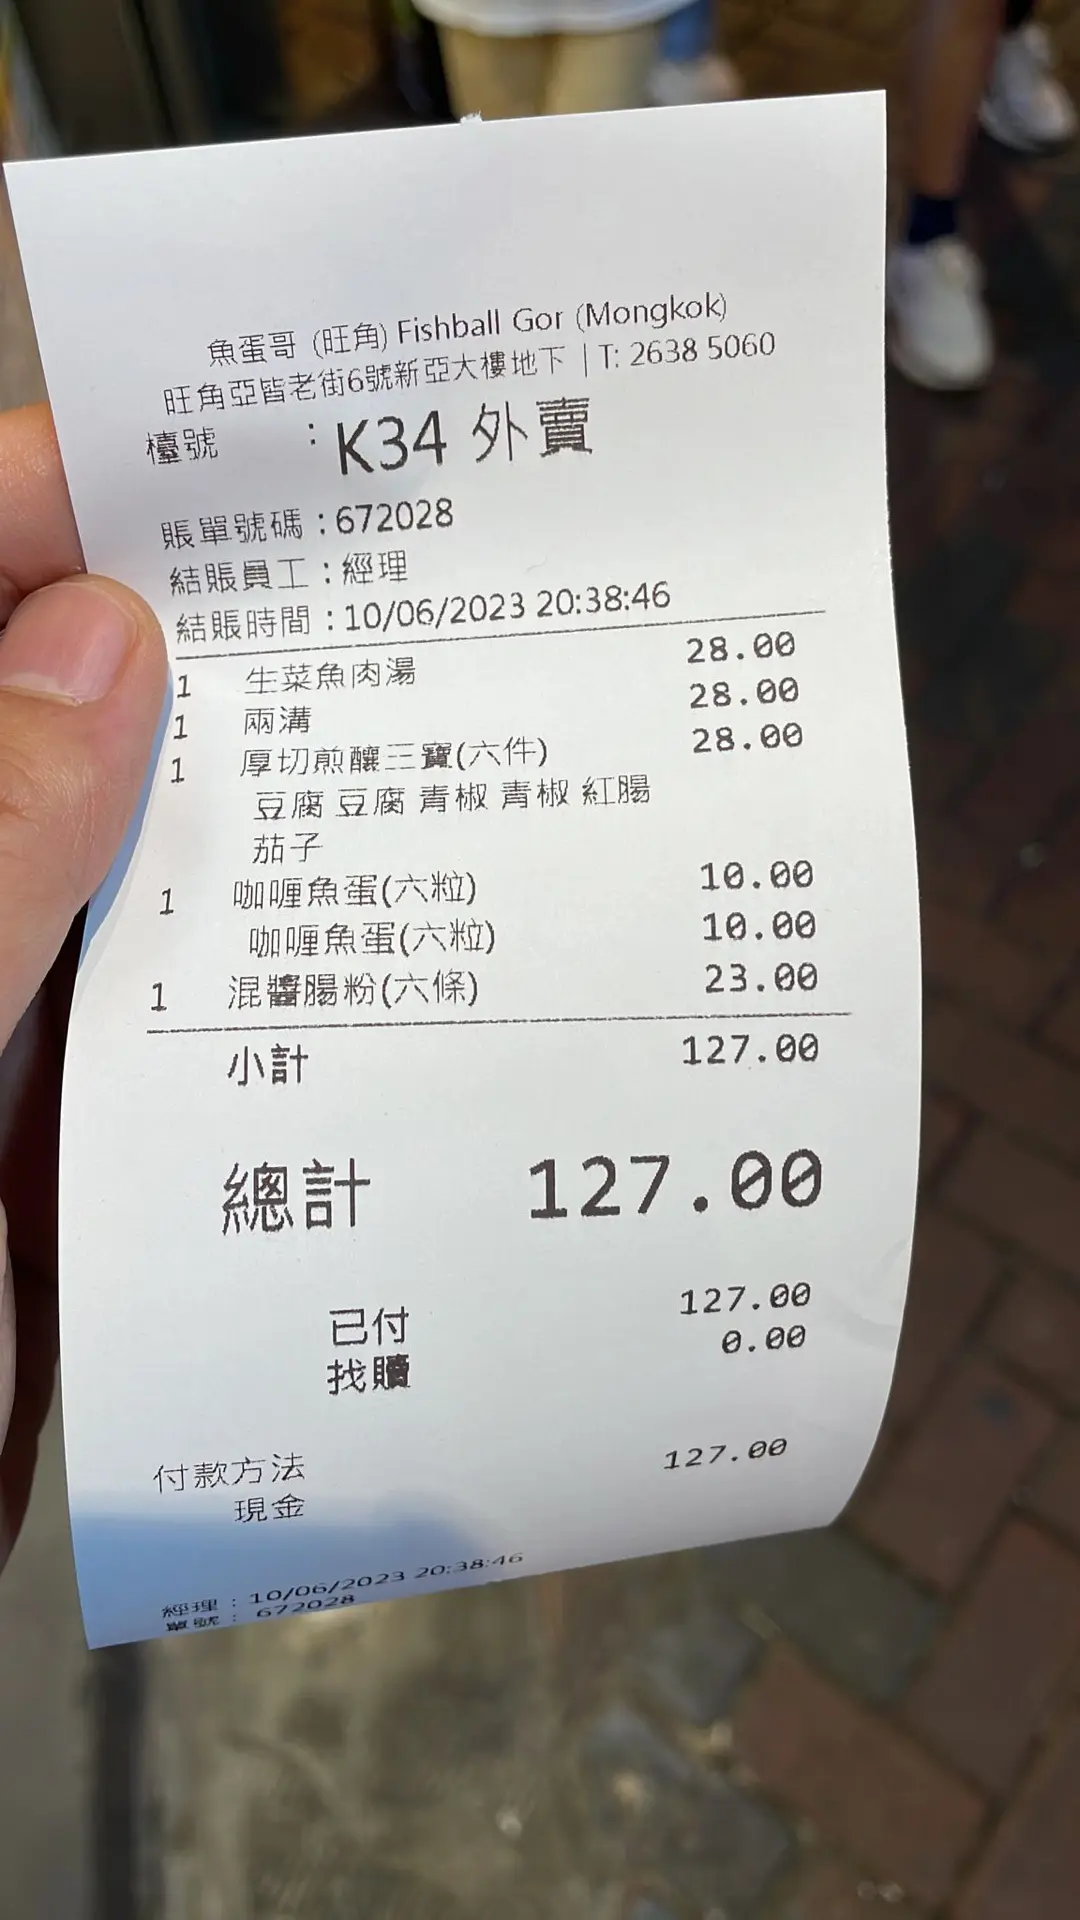 魚蛋哥 (旺角) Fishball Gor (Mongkok)
旺角亞皆老街6號新亞大樓地下 | T: 2638 5060
檯號 : K34 外賣
賬單號碼 : 672028
結賬員工 : 經理
結賬時間 : 10/06/2023 20:38:46
1 生菜魚肉湯 28.00
1 兩溝 28.00
1 厚切煎釀三寶(六件) 28.00
豆腐 豆腐 青椒 青椒 紅腸
茄子
1 咖喱魚蛋(六粒) 10.00
咖喱魚蛋(六粒) 10.00
1 混醬腸粉(六條) 23.00
小計 127.00
總計 127.00
已付 127.00
找贖 0.00
付款方法 127.00
現金
經理 : 10/06/2023 20:38:46
單號 : 672028